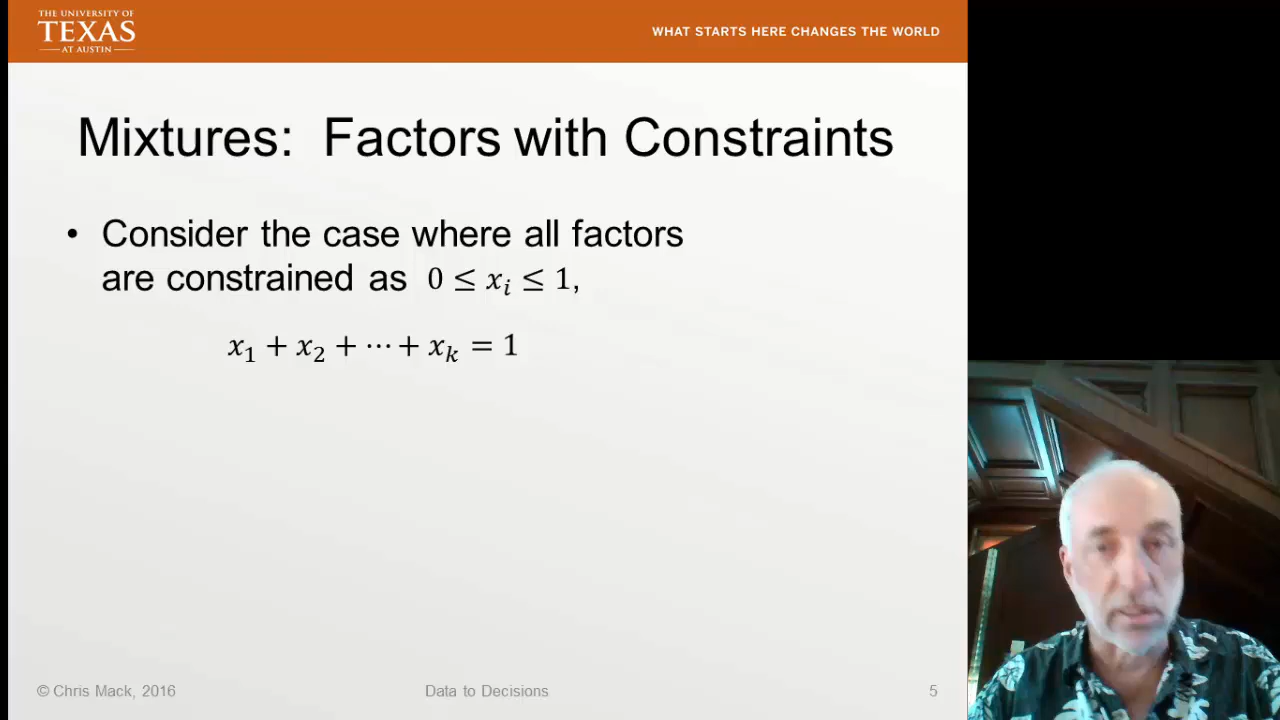 THE UNIVERSITY OF
TEXAS
AT AUSTIN
WHAT STARTS HERE CHANGES THE WORLD
Mixtures: Factors with Constraints
• Consider the case where all factors
are constrained as 0 ≤ xᵢ ≤ 1,
x₁ + x₂ + ⋯ + xₖ = 1
© Chris Mack, 2016
Data to Decisions
5